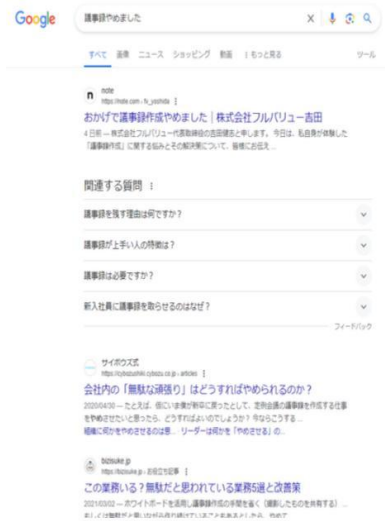 Google
議事録やめました
すべて 画像 ニュース ショッピング 動画 もっと見る ツール
note
https://note.com › fv_yoshida
おかげで議事録作成やめました｜株式会社フルバリュー吉田
4 日前 — 株式会社フルバリュー代表取締役の吉田健志と申します。今日は、私自身が体験した
「議事録作成」に関する悩みとその解決策について、皆様にお伝え ...
関連する質問
議事録を残す理由は何ですか？
議事録が上手い人の特徴は？
議事録は必要ですか？
新入社員に議事録を取らせるのはなぜ？
フィードバック
サイボウズ式
https://cybozushiki.cybozu.co.jp › articles
会社内の「無駄な頑張り」はどうすればやめられるのか？
2020/04/30 — たとえば、仮にいま僕が新卒に戻ったとして、定例会議の議事録を作成する仕事
をやめさせたいと思ったら、どうすればよいのでしょうか？ 今ならこうする ...
組織に何かをやめさせるのは悪... · リーダーは何かを「やめさせる」の...
bizisuke.jp
https://bizisuke.jp › お役立ち記事
この業務いる？無駄だと思われている業務5選と改善策
2021/03/02 — ホワイトボードを活用し議事録作成の手間を省く（撮影したものを共有する） ...